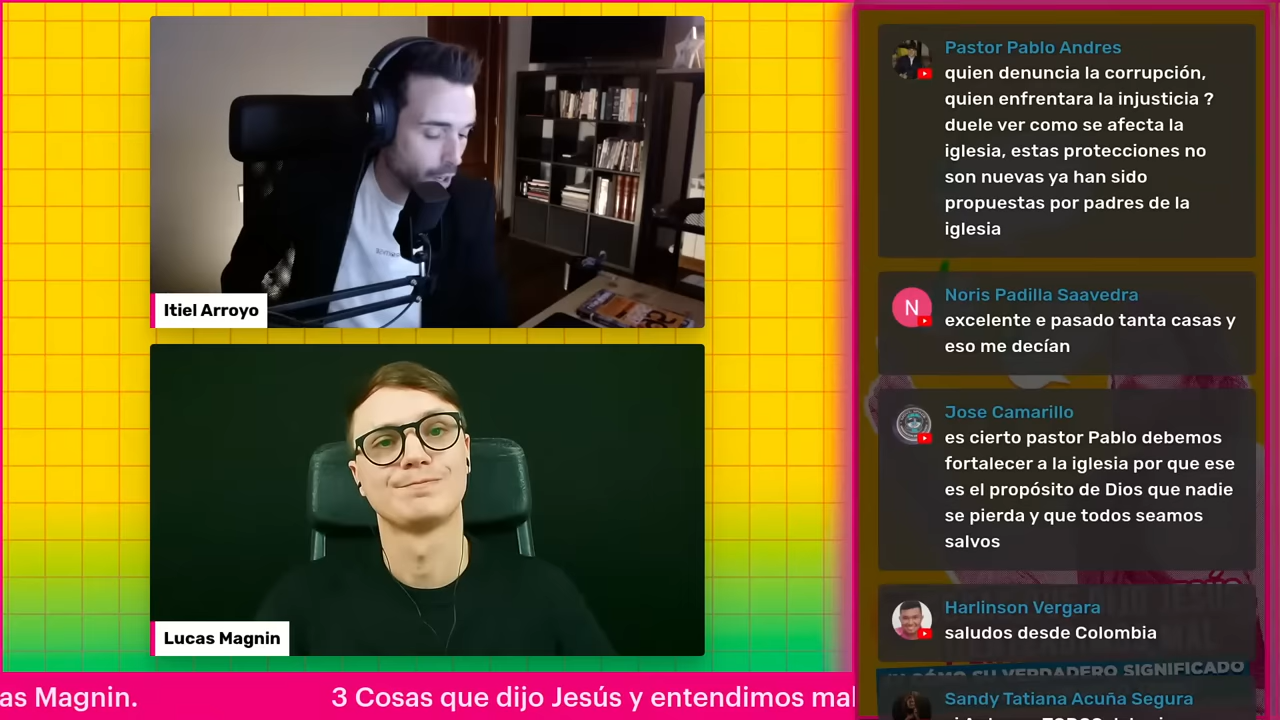 Itiel Arroyo
Lucas Magnin
as Magnin.
3 Cosas que dijo Jesús y entendimos mal
Pastor Pablo Andres
quien denuncia la corrupción,
quien enfrentara la injusticia ?
duele ver como se afecta la
iglesia, estas protecciones no
son nuevas ya han sido
propuestas por padres de la
iglesia
N
Noris Padilla Saavedra
excelente e pasado tanta casas y
eso me decían
Jose Camarillo
es cierto pastor Pablo debemos
fortalecer a la iglesia por que ese
es el propósito de Dios que nadie
se pierda y que todos seamos
salvos
Harlinson Vergara
saludos desde Colombia
CÓMO SU VERDADERO SIGNIFICADO
Sandy Tatiana Acuña Segura